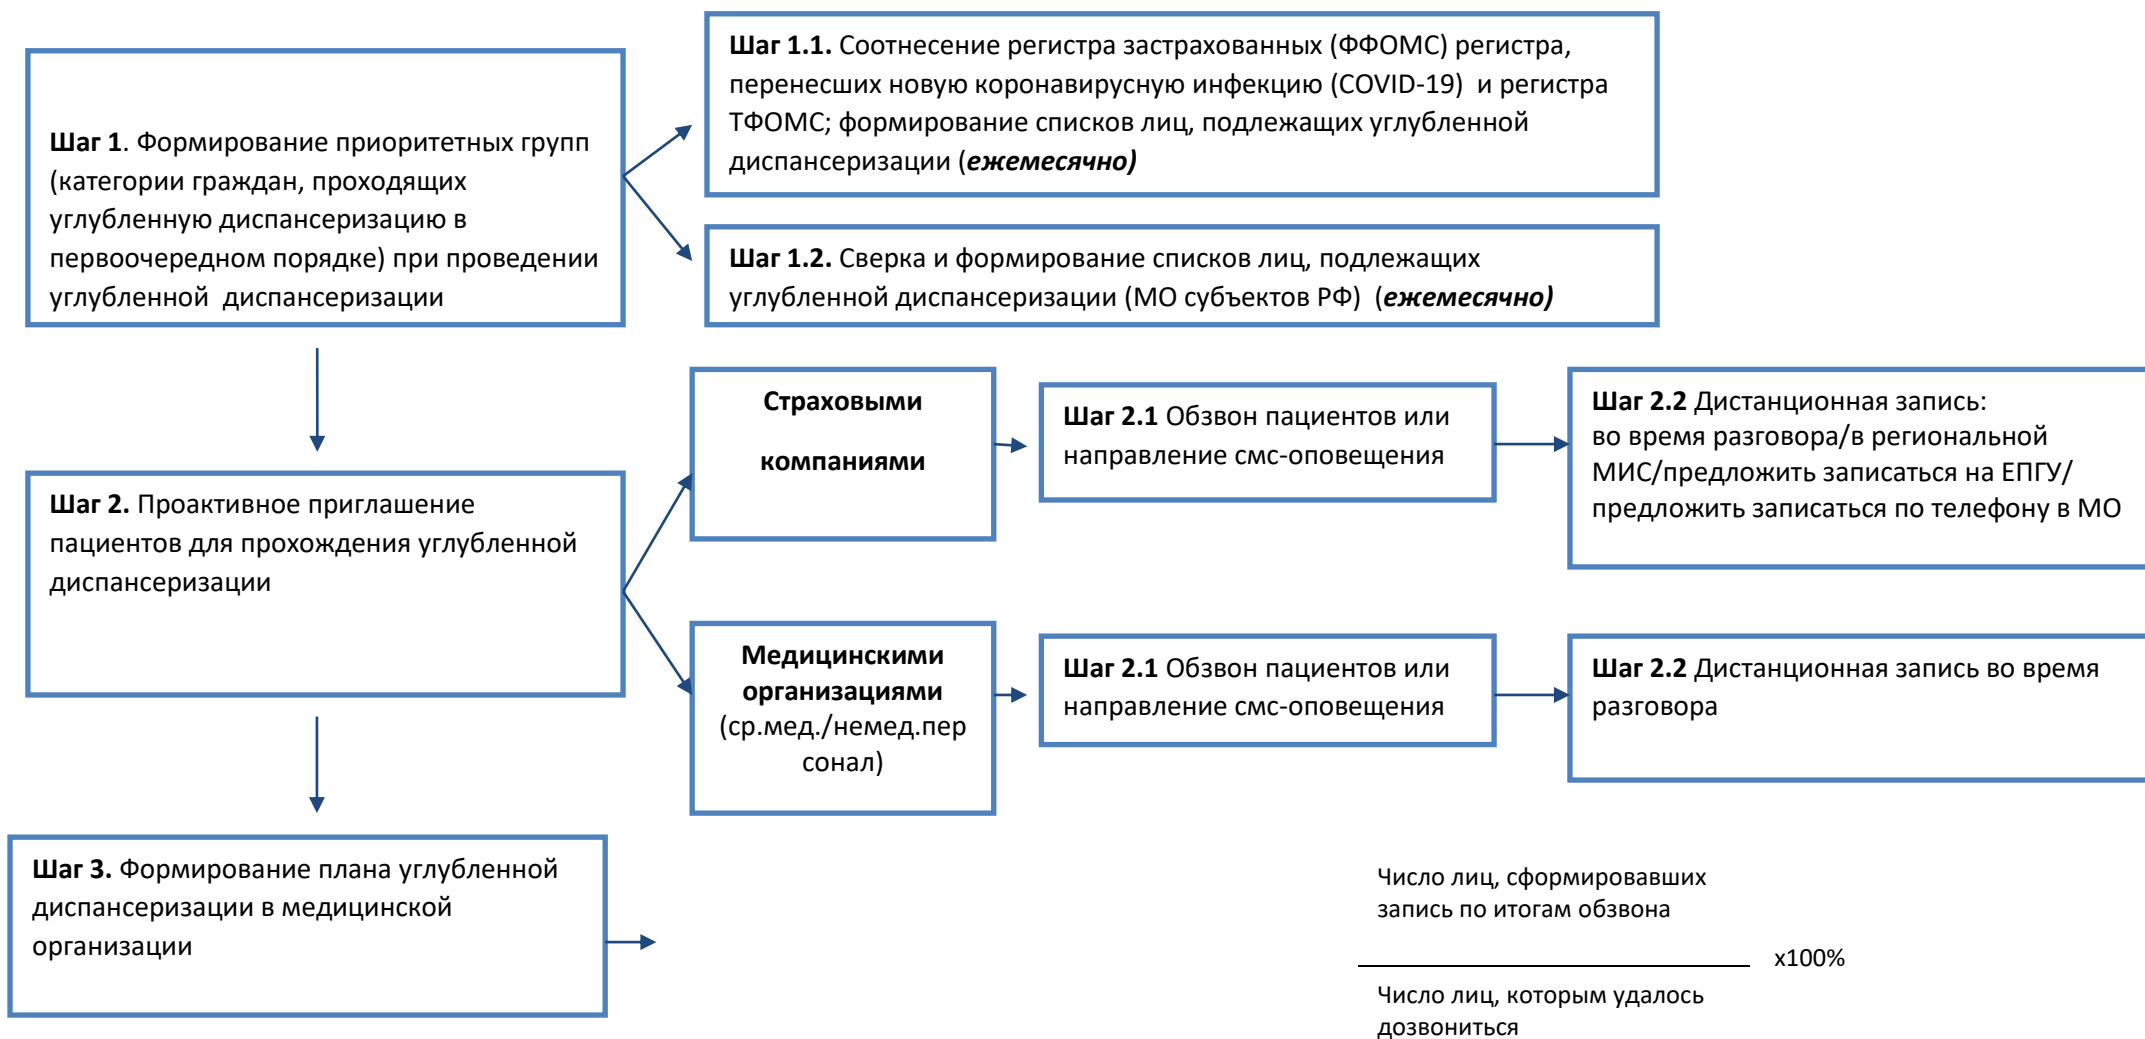 Шаг 1. Формирование приоритетных групп
(категории граждан, проходящих
углубленную диспансеризацию в
первоочередном порядке) при проведении
углубленной  диспансеризации
Шаг 1.1. Соотнесение регистра застрахованных (ФФОМС) регистра,
перенесших новую коронавирусную инфекцию (COVID-19)  и регистра
ТФОМС; формирование списков лиц, подлежащих углубленной
диспансеризации (ежемесячно)
Шаг 1.2. Сверка и формирование списков лиц, подлежащих
углубленной диспансеризации (МО субъектов РФ)  (ежемесячно)
Шаг 2. Проактивное приглашение
пациентов для прохождения углубленной
диспансеризации
Страховыми
компаниями
Шаг 2.1 Обзвон пациентов или
направление смс-оповещения
Шаг 2.2 Дистанционная запись:
во время разговора/в региональной
МИС/предложить записаться на ЕПГУ/
предложить записаться по телефону в МО
Медицинскими
организациями
(ср.мед./немед.пер
сонал)
Шаг 2.1 Обзвон пациентов или
направление смс-оповещения
Шаг 2.2 Дистанционная запись во время
разговора
Шаг 3. Формирование плана углубленной
диспансеризации в медицинской
организации
Число лиц, сформировавших
запись по итогам обзвона
х100%
Число лиц, которым удалось
дозвониться